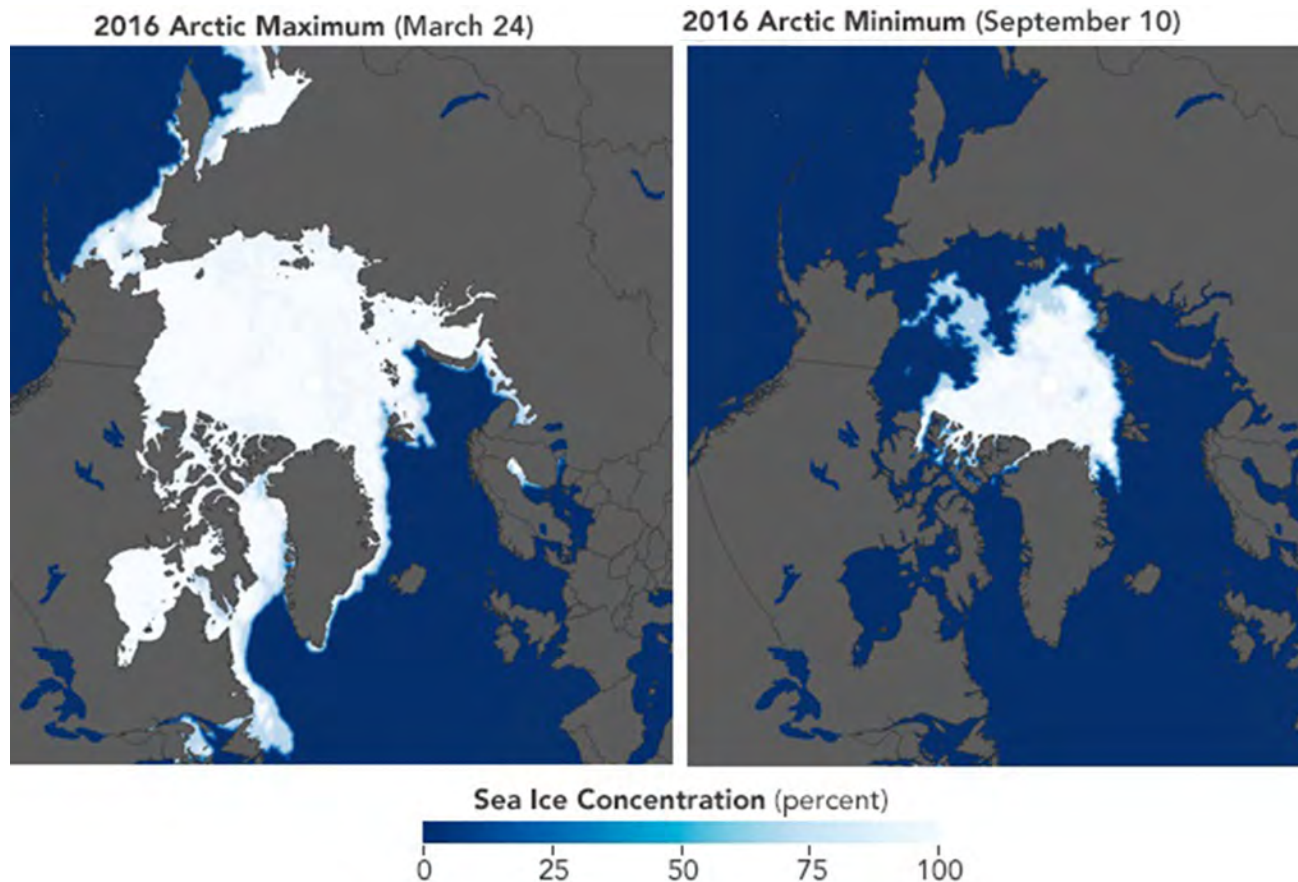 2016 Arctic Maximum (March 24)
2016 Arctic Minimum (September 10)
Sea Ice Concentration (percent)
0 25 50 75 100